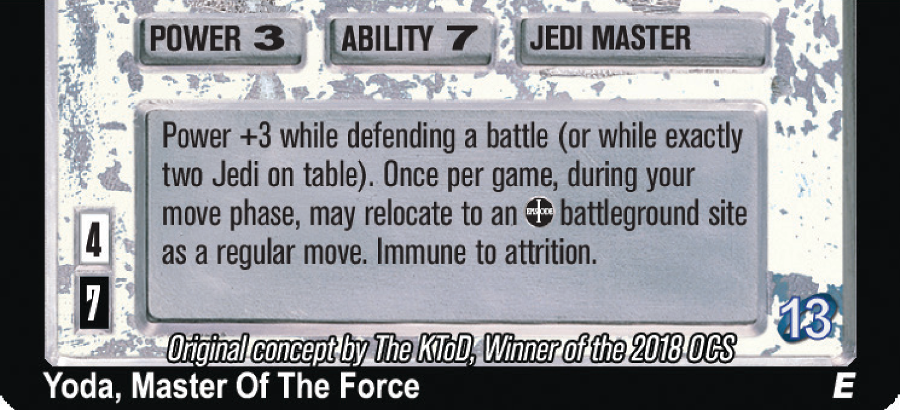 POWER 3 ABILITY 7 JEDI MASTER
Power +3 while defending a battle (or while exactly
two Jedi on table). Once per game, during your
move phase, may relocate to an EPISODE I battleground site
as a regular move. Immune to attrition.
4
7
13
Original concept by The KToD, Winner of the 2018 OCS
Yoda, Master Of The Force E